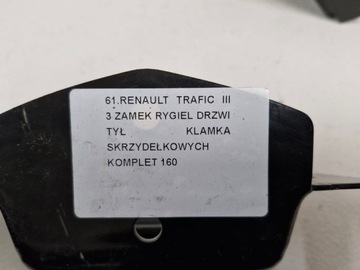 61.RENAULT TRAFIC III
3 ZAMEK RYGIEL DRZWI
TYŁ KLAMKA
SKRZYDEŁKOWYCH
KOMPLET 160